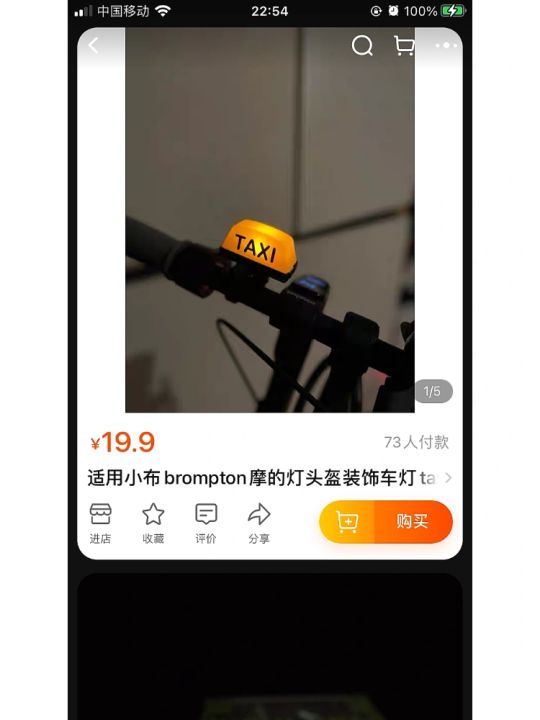 中国移动
22:54
100%
TAXI
1/5
¥19.9
73人付款
适用小布brompton摩的灯头盔装饰车灯ta
进店
收藏
评价
分享
购买